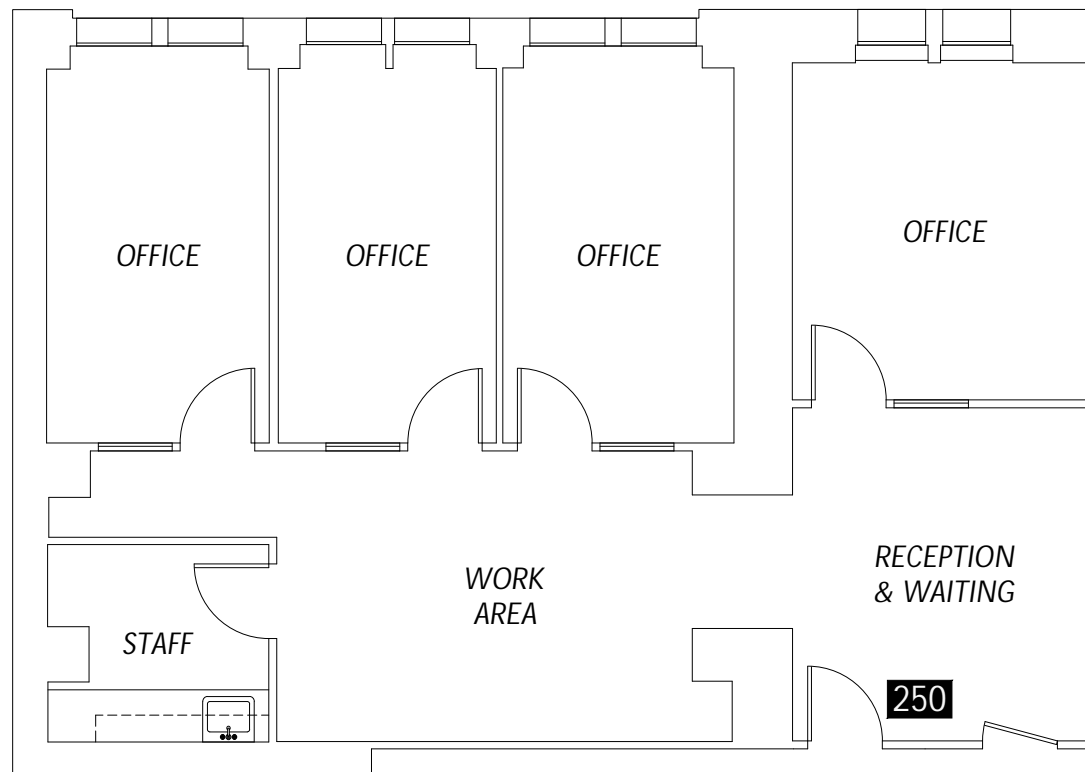 OFFICE
OFFICE
OFFICE
OFFICE
WORK
AREA
RECEPTION
& WAITING
STAFF
250